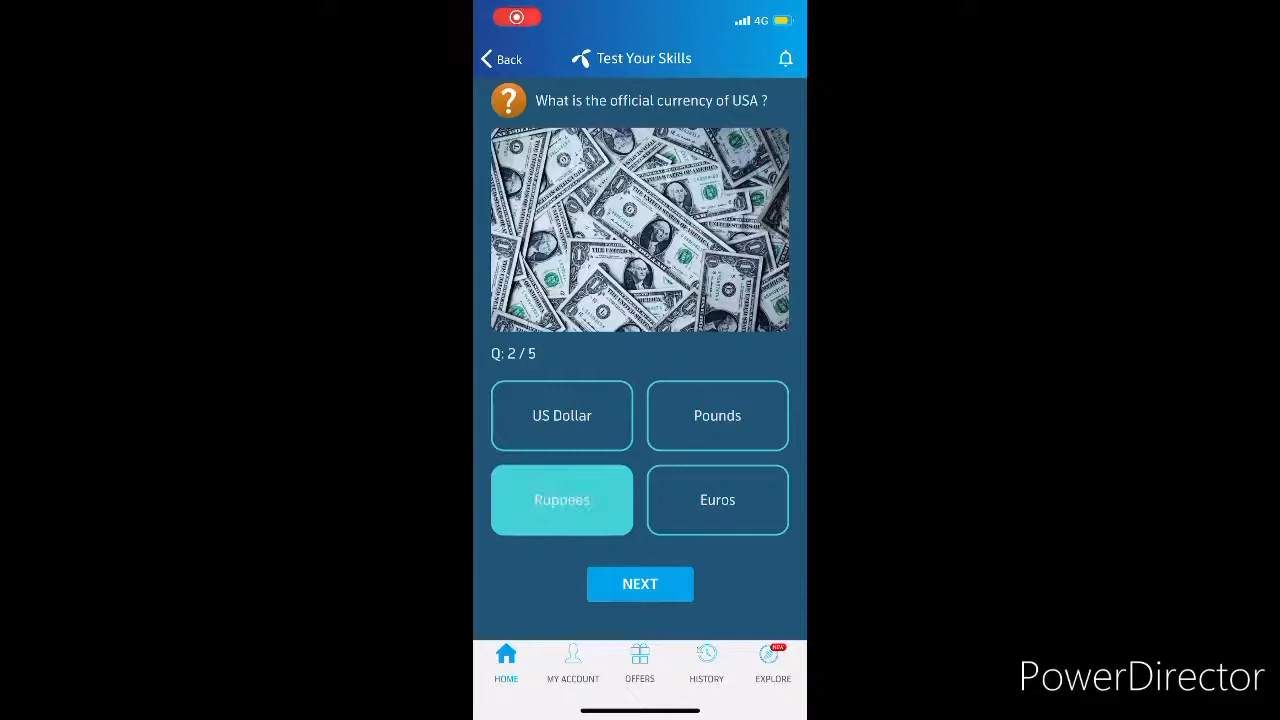 4G
Back
Test Your Skills
?
What is the official currency of USA ?
Q: 2 / 5
US Dollar
Pounds
Ruppees
Euros
NEXT
NEW
HOME
MY ACCOUNT
OFFERS
HISTORY
EXPLORE
PowerDirector